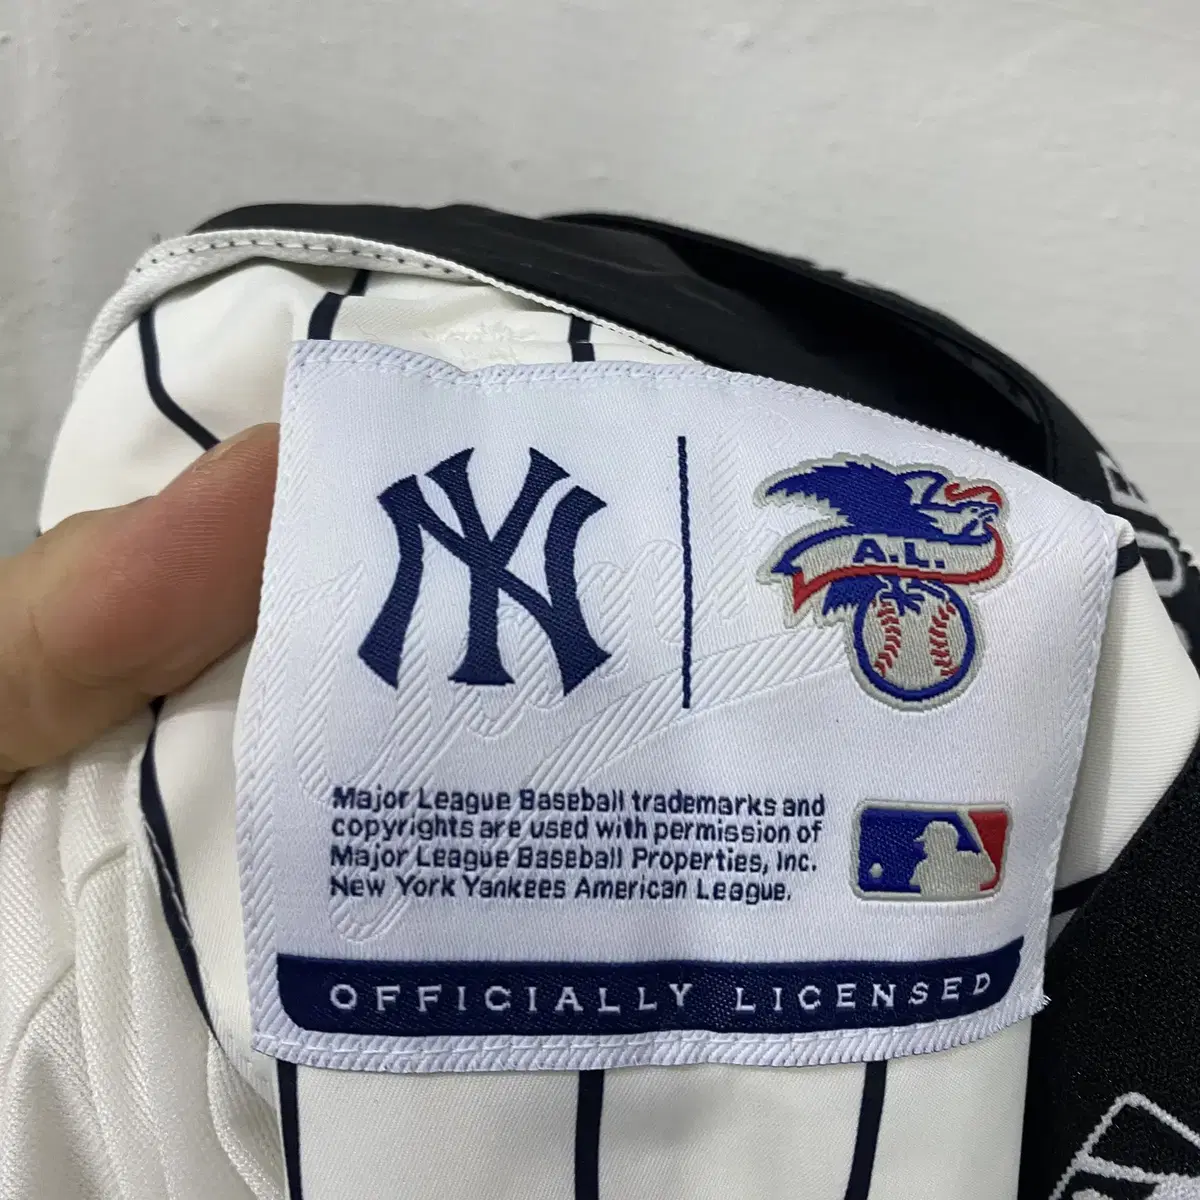 NY
A.L.
Major League Baseball trademarks and
copyrights are used with permission of
Major League Baseball Properties, Inc.
New York Yankees American League.
OFFICIALLY LICENSED